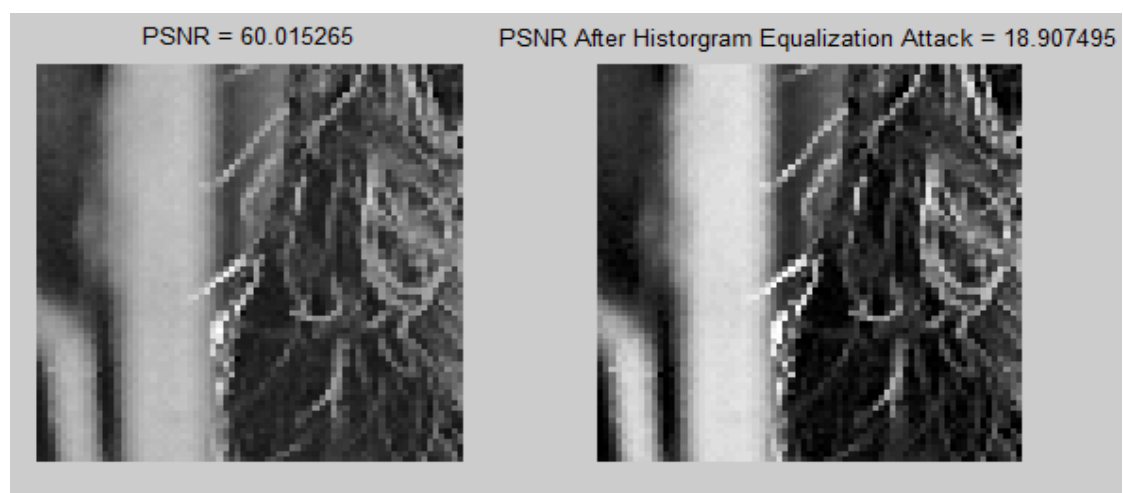 PSNR = 60.015265
PSNR After Historgram Equalization Attack = 18.907495